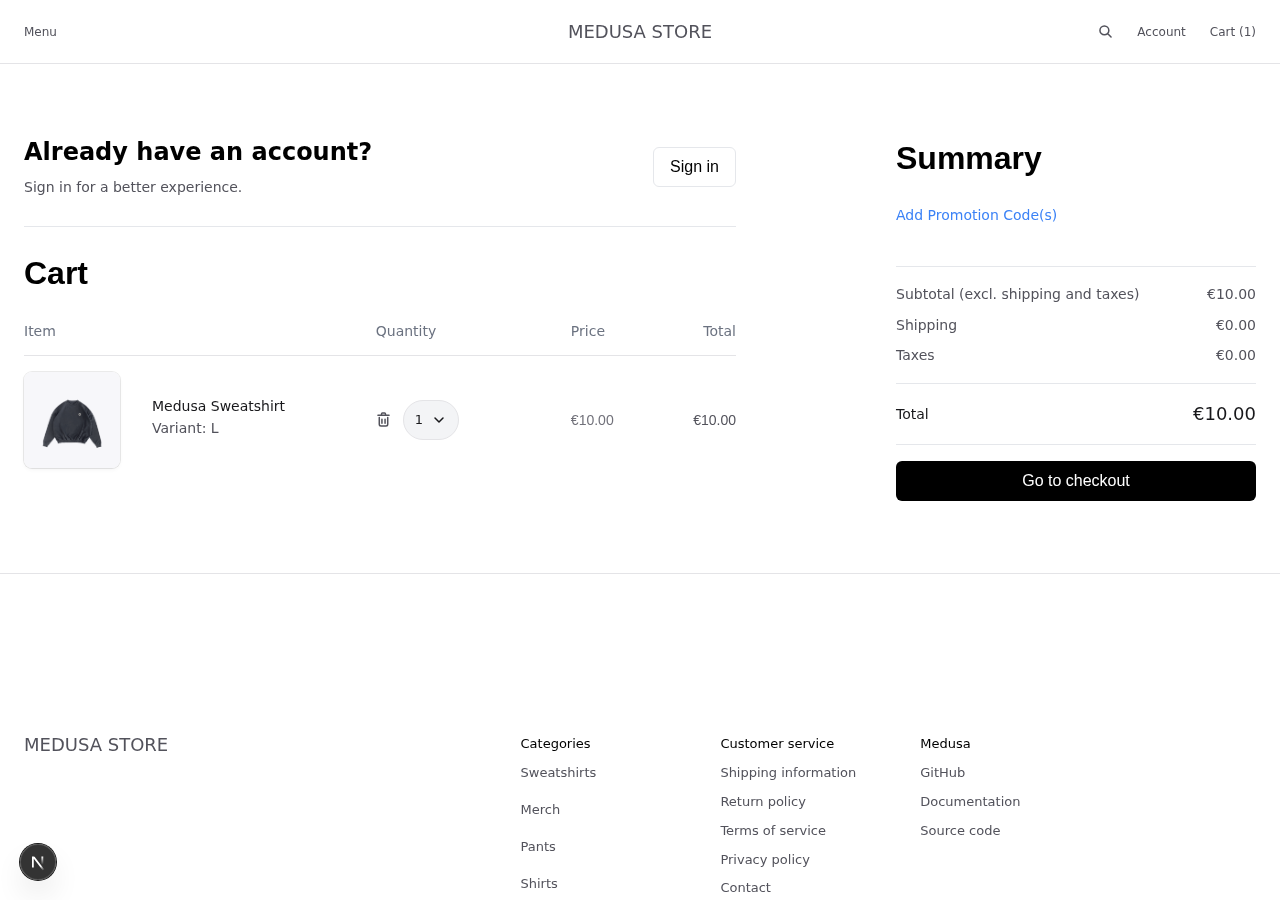 Menu
MEDUSA STORE
Account
Cart (1)
Already have an account?
Sign in for a better experience.
Sign in
Cart
Item Quantity Price Total
Medusa Sweatshirt
Variant: L
1
€10.00
€10.00
Summary
Add Promotion Code(s)
Subtotal (excl. shipping and taxes) €10.00
Shipping €0.00
Taxes €0.00
Total €10.00
Go to checkout
MEDUSA STORE
Categories
Sweatshirts
Merch
Pants
Shirts
Customer service
Shipping information
Return policy
Terms of service
Privacy policy
Contact
Medusa
GitHub
Documentation
Source code
N